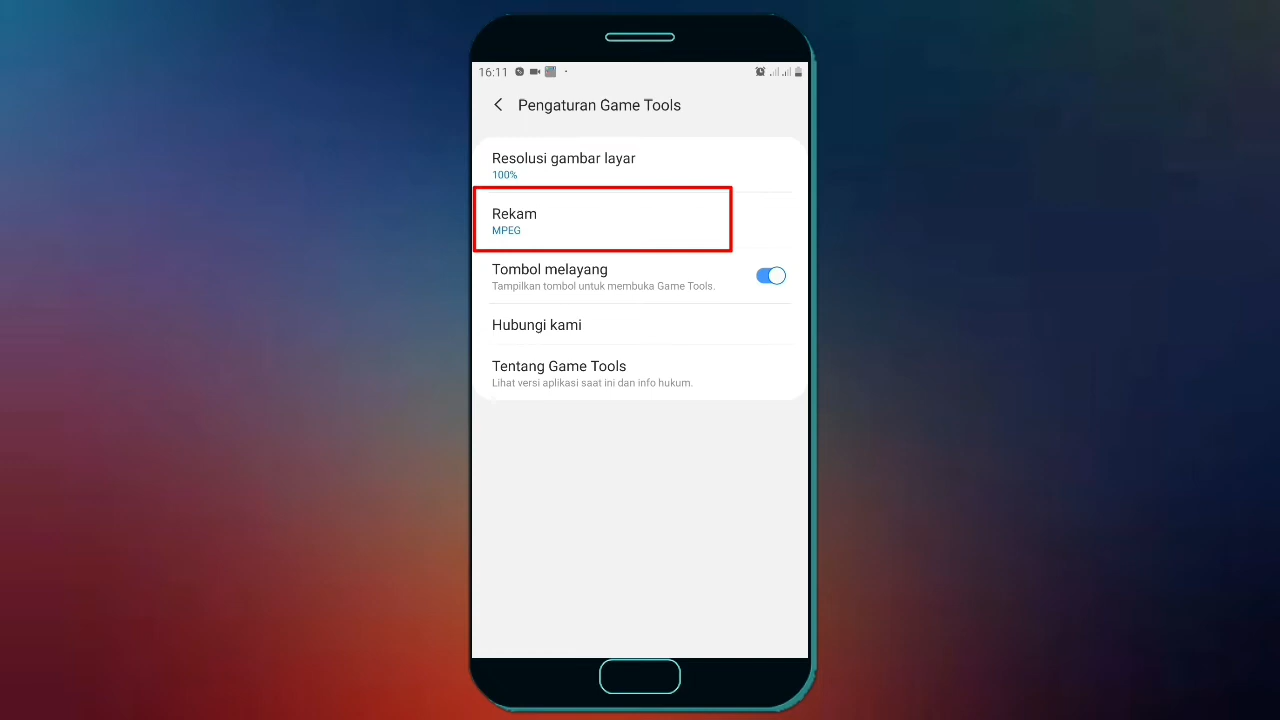 16:11
Pengaturan Game Tools
Resolusi gambar layar
100%
Rekam
MPEG
Tombol melayang
Tampilkan tombol untuk membuka Game Tools.
Hubungi kami
Tentang Game Tools
Lihat versi aplikasi saat ini dan info hukum.